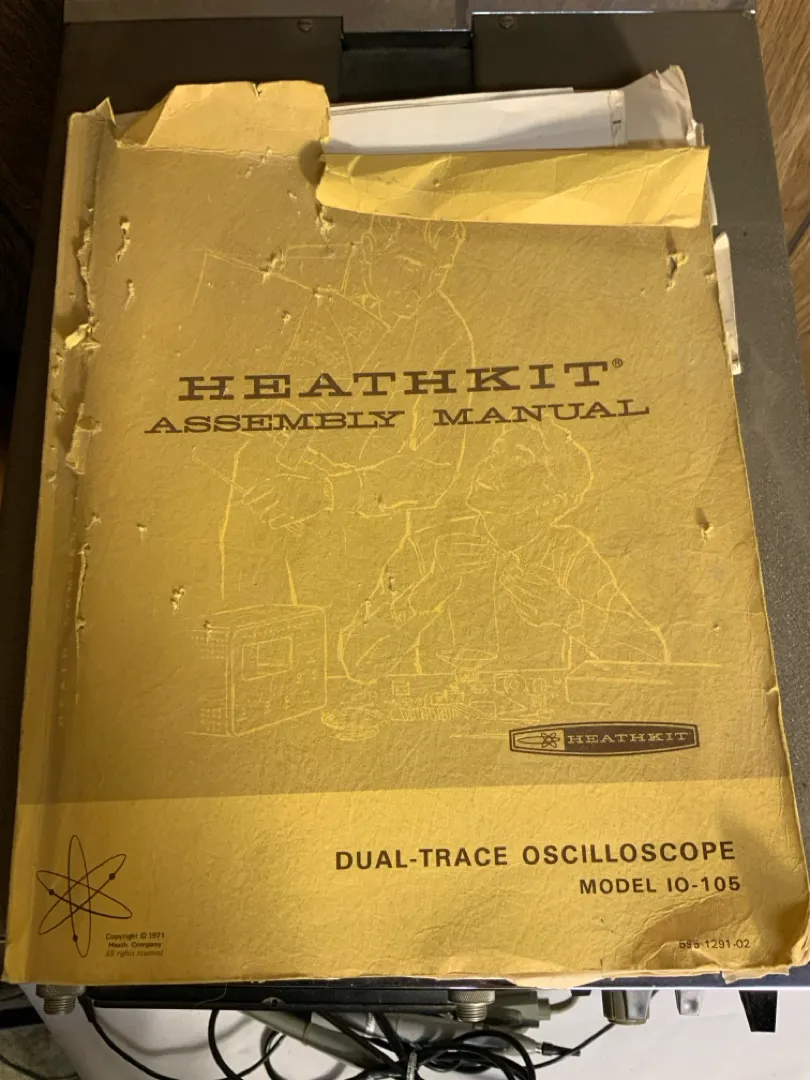 HEATHKIT®
ASSEMBLY MANUAL
HEATHKIT
DUAL-TRACE OSCILLOSCOPE
MODEL IO-105
Copyright © 1971
Heath Company
All rights reserved
595-1291-02